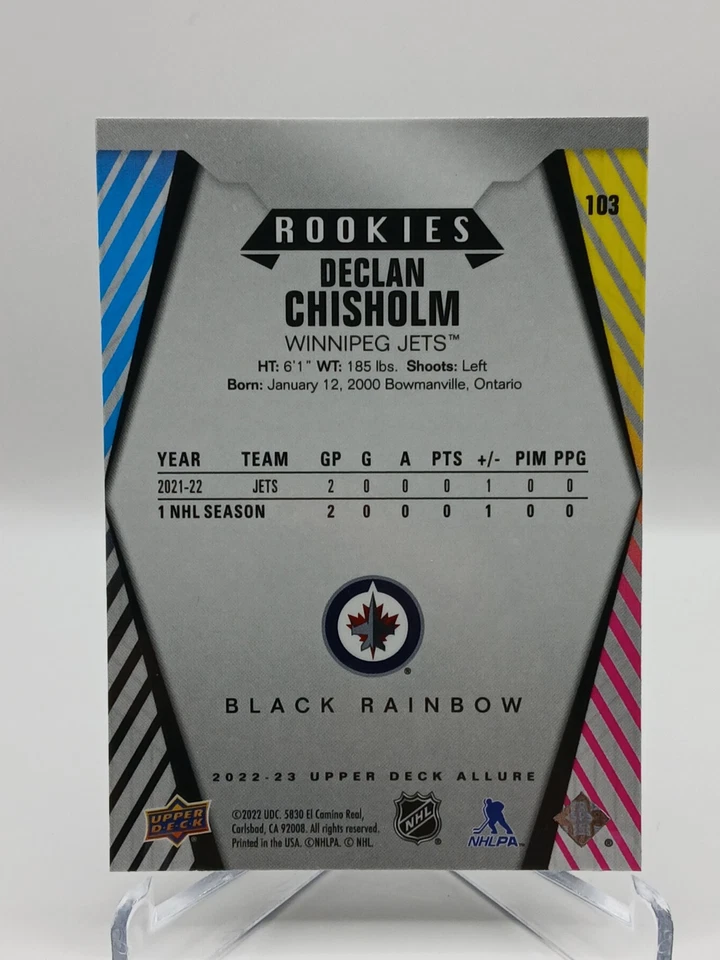 103
ROOKIES
DECLAN
CHISHOLM
WINNIPEG JETS™
HT: 6'1" WT: 185 lbs. Shoots: Left
Born: January 12, 2000 Bowmanville, Ontario
YEAR TEAM GP G A PTS +/- PIM PPG
2021-22 JETS 2 0 0 0 1 0 0
1 NHL SEASON 2 0 0 0 1 0 0
®
BLACK RAINBOW
2022-23 UPPER DECK ALLURE
UPPER DECK ®
©2022 UDC. 5830 El Camino Real,
Carlsbad, CA 92008. All rights reserved.
Printed in the USA. ©NHLPA. © NHL.
NHL ®
NHLPA™
®